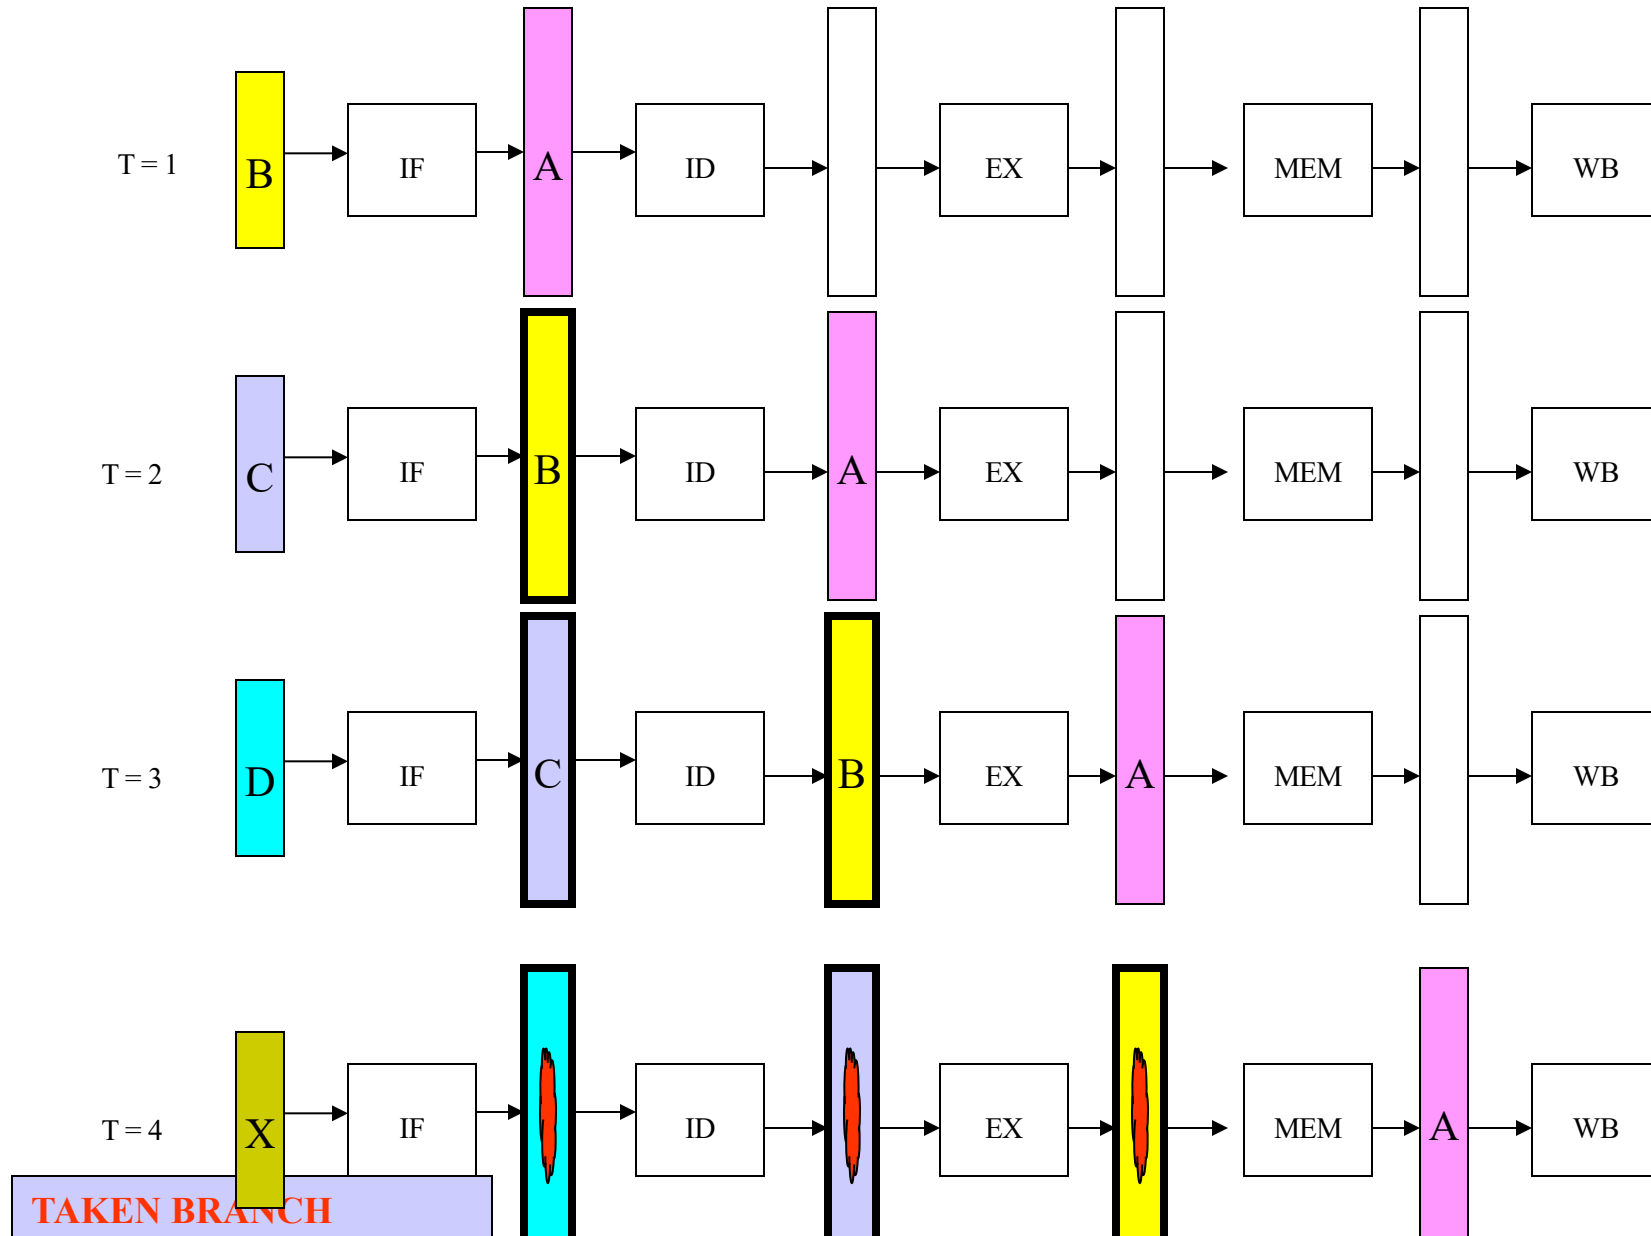 T = 1 B IF A ID EX MEM WB
T = 2 C IF B ID A EX MEM WB
T = 3 D IF C ID B EX A MEM WB
T = 4 X IF ID EX MEM A WB
TAKEN BRANCH